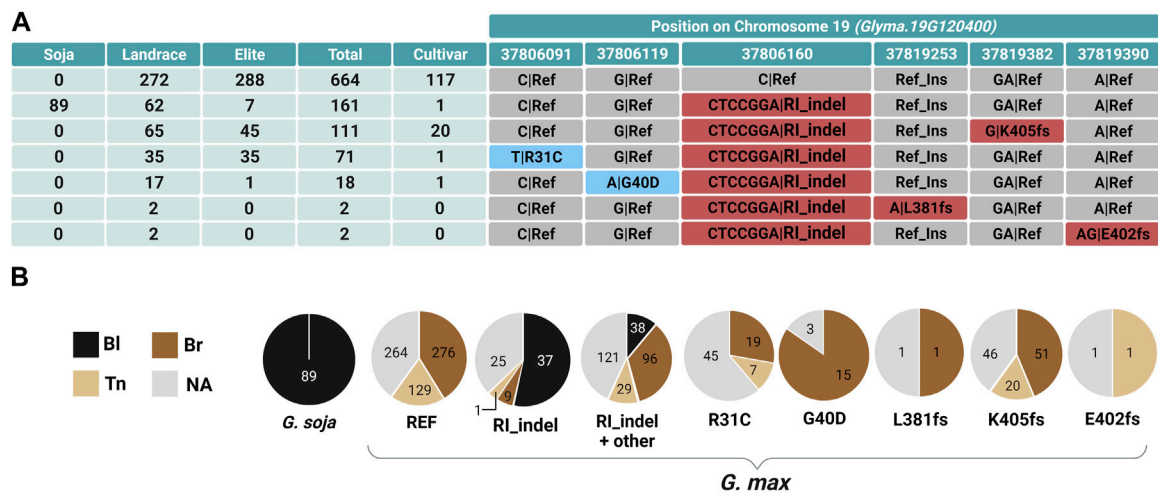 A
Position on Chromosome 19 (Glyma.19G120400)
Soja Landrace Elite Total Cultivar 37806091 37806119 37806160 37819253 37819382 37819390
0 272 288 664 117 C|Ref G|Ref C|Ref Ref_Ins GA|Ref A|Ref
89 62 7 161 1 C|Ref G|Ref CTCCGGA|RI_indel Ref_Ins GA|Ref A|Ref
0 65 45 111 20 C|Ref G|Ref CTCCGGA|RI_indel Ref_Ins G|K405fs A|Ref
0 35 35 71 1 T|R31C G|Ref CTCCGGA|RI_indel Ref_Ins GA|Ref A|Ref
0 17 1 18 1 C|Ref A|G40D CTCCGGA|RI_indel Ref_Ins GA|Ref A|Ref
0 2 0 2 0 C|Ref G|Ref CTCCGGA|RI_indel A|L381fs GA|Ref A|Ref
0 2 0 2 0 C|Ref G|Ref CTCCGGA|RI_indel Ref_Ins GA|Ref AG|E402fs
B
Bl Br
Tn NA
89
264 276
129
25 37
1 9
38
121 96
29
45 19
7
3
15
1 1
46 51
20
1 1
G. soja REF RI_indel RI_indel R31C G40D L381fs K405fs E402fs
+ other
G. max